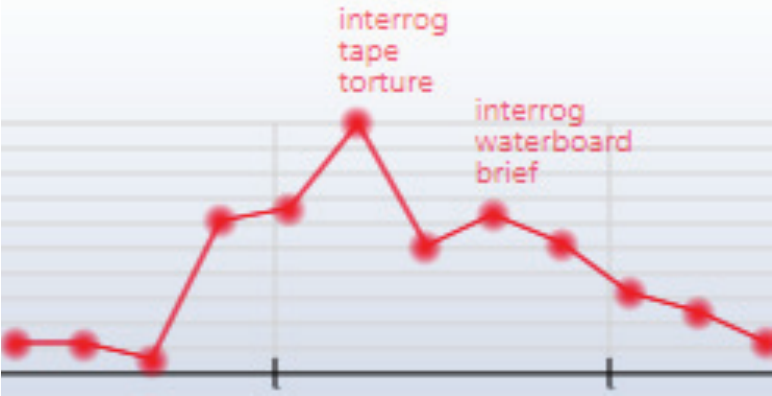 interrog
tape
torture
interrog
waterboard
brief